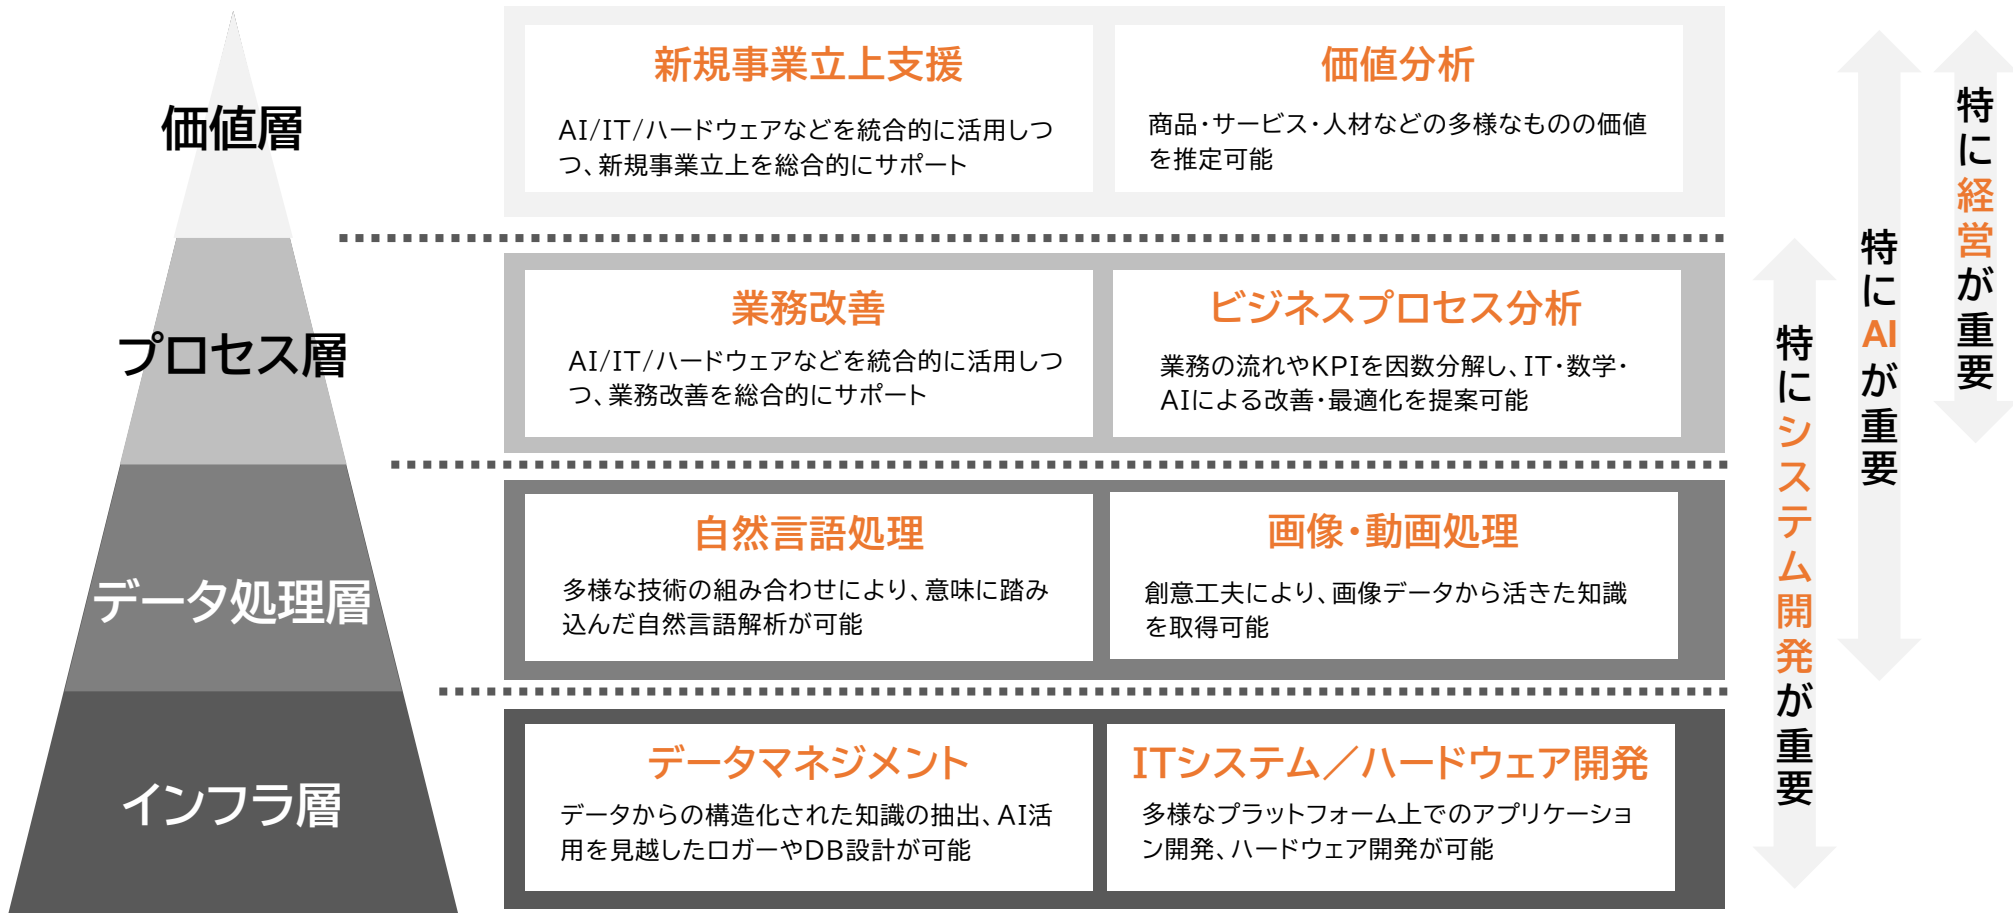 価値層
新規事業立上支援
AI/IT/ハードウェアなどを統合的に活用しつ
つ、新規事業立上を総合的にサポート
価値分析
商品・サービス・人材などの多様なものの価値
を推定可能
プロセス層
業務改善
AI/IT/ハードウェアなどを統合的に活用しつ
つ、業務改善を総合的にサポート
ビジネスプロセス分析
業務の流れやKPIを因数分解し、IT・数学・
AIによる改善・最適化を提案可能
データ処理層
自然言語処理
多様な技術の組み合わせにより、意味に踏み
込んだ自然言語解析が可能
画像・動画処理
創意工夫により、画像データから活きた知識
を取得可能
インフラ層
データマネジメント
データからの構造化された知識の抽出、AI活
用を見越したロガーやDB設計が可能
ITシステム／ハードウェア開発
多様なプラットフォーム上でのアプリケーショ
ン開発、ハードウェア開発が可能
特にシステム開発が重要
特にAIが重要
特に経営が重要